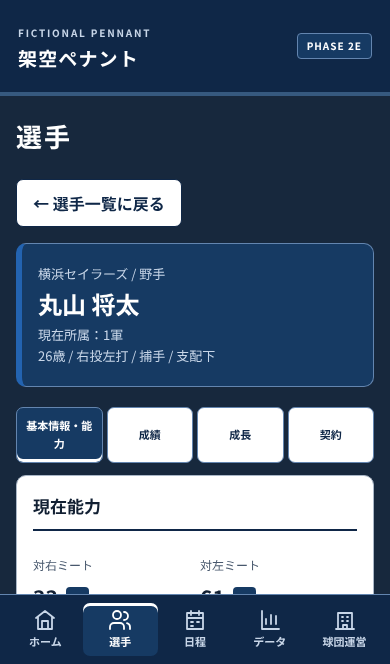 FICTIONAL PENNANT
架空ペナント
PHASE 2E
選手
← 選手一覧に戻る
横浜セイラーズ / 野手
丸山 将太
現在所属：1軍
26歳 / 右投左打 / 捕手 / 支配下
基本情報・能
力
成績
成長
契約
現在能力
対右ミート
対左ミート
ホーム
選手
日程
データ
球団運営